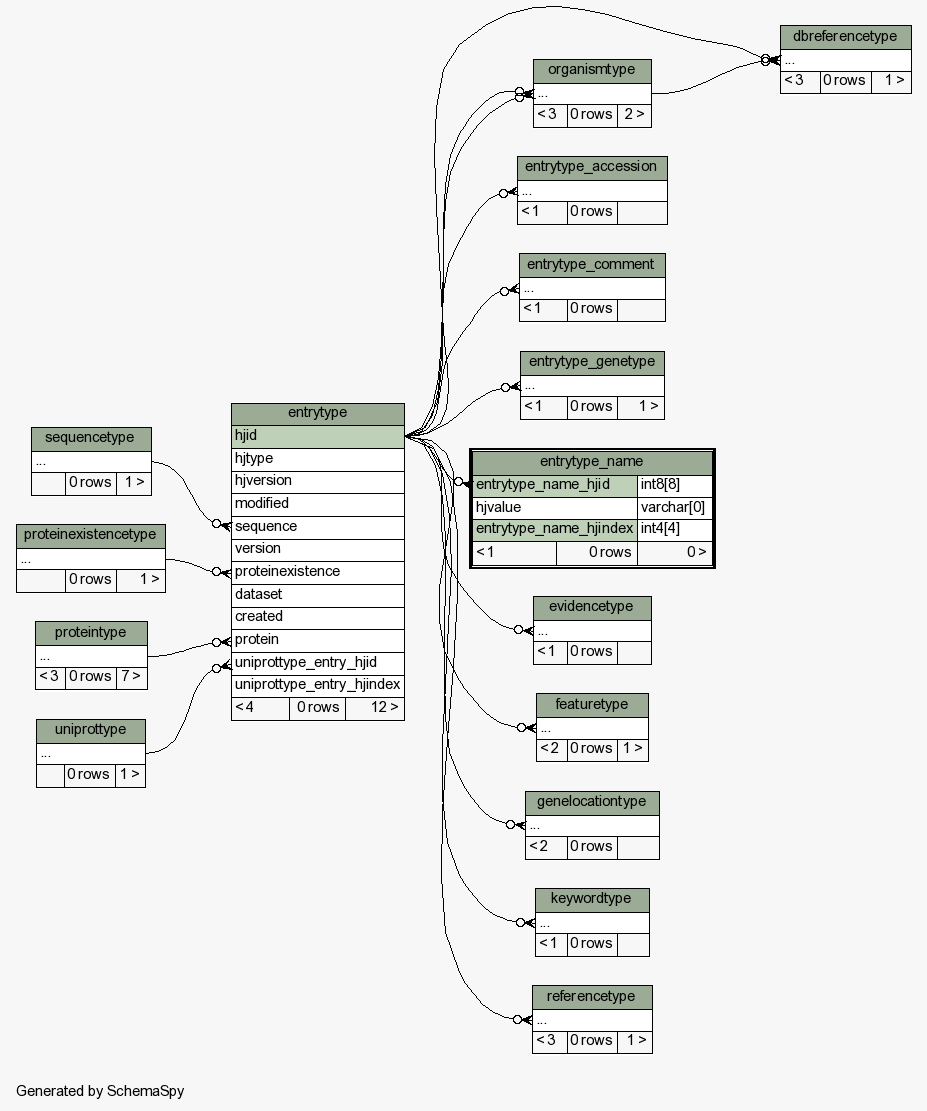 dbreferencetype
...
< 3 0 rows 1 >
organismtype
...
< 3 0 rows 2 >
entrytype_accession
...
< 1 0 rows
entrytype_comment
...
< 1 0 rows
entrytype_genetype
...
< 1 0 rows 1 >
entrytype
hjid
hjtype
hjversion
modified
sequence
version
proteinexistence
dataset
created
protein
uniprottype_entry_hjid
uniprottype_entry_hjindex
< 4 0 rows 12 >
sequencetype
...
0 rows 1 >
proteinexistencetype
...
0 rows 1 >
proteintype
...
< 3 0 rows 7 >
uniprottype
...
0 rows 1 >
entrytype_name
entrytype_name_hjid int8[8]
hjvalue varchar[0]
entrytype_name_hjindex int4[4]
< 1 0 rows 0 >
evidencetype
...
< 1 0 rows
featuretype
...
< 2 0 rows 1 >
genelocationtype
...
< 2 0 rows
keywordtype
...
< 1 0 rows
referencetype
...
< 3 0 rows 1 >
Generated by SchemaSpy